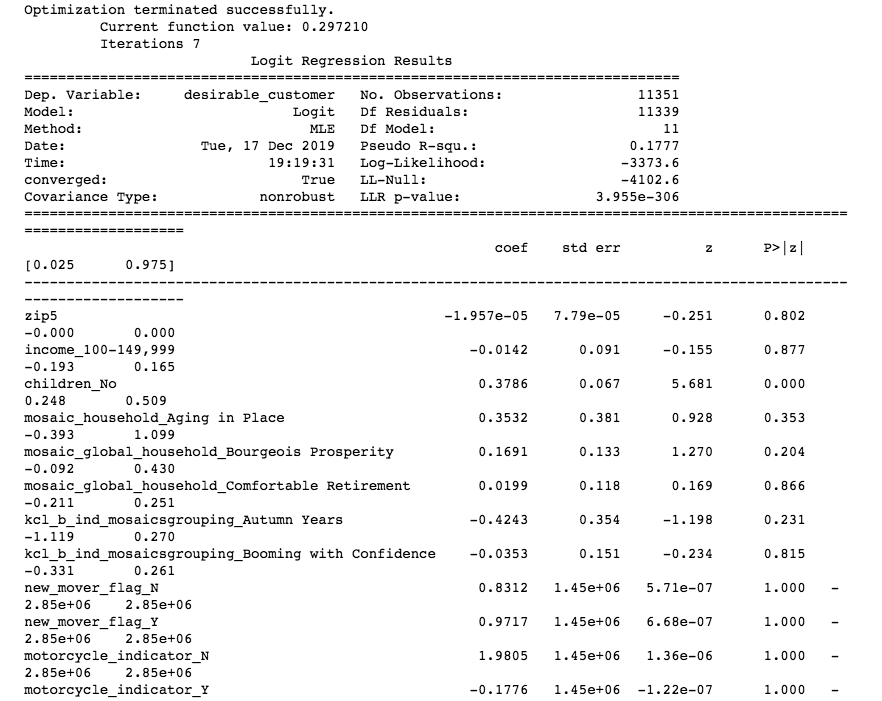 Optimization terminated successfully.
Current function value: 0.297210
Iterations 7
Logit Regression Results
==============================================================================
Dep. Variable: desirable_customer No. Observations: 11351
Model: Logit Df Residuals: 11339
Method: MLE Df Model: 11
Date: Tue, 17 Dec 2019 Pseudo R-squ.: 0.1777
Time: 19:19:31 Log-Likelihood: -3373.6
converged: True LL-Null: -4102.6
Covariance Type: nonrobust LLR p-value: 3.955e-306
==================================================================================================
===================
coef std err z P>|z|
[0.025 0.975]
--------------------------------------------------------------------------------------------------
-------------------
zip5 -1.957e-05 7.79e-05 -0.251 0.802
-0.000 0.000
income_100-149,999 -0.0142 0.091 -0.155 0.877
-0.193 0.165
children_No 0.3786 0.067 5.681 0.000
0.248 0.509
mosaic_household_Aging in Place 0.3532 0.381 0.928 0.353
-0.393 1.099
mosaic_global_household_Bourgeois Prosperity 0.1691 0.133 1.270 0.204
-0.092 0.430
mosaic_global_household_Comfortable Retirement 0.0199 0.118 0.169 0.866
-0.211 0.251
kcl_b_ind_mosaicsgrouping_Autumn Years -0.4243 0.354 -1.198 0.231
-1.119 0.270
kcl_b_ind_mosaicsgrouping_Booming with Confidence -0.0353 0.151 -0.234 0.815
-0.331 0.261
new_mover_flag_N 0.8312 1.45e+06 5.71e-07 1.000 -
2.85e+06 2.85e+06
new_mover_flag_Y 0.9717 1.45e+06 6.68e-07 1.000 -
2.85e+06 2.85e+06
motorcycle_indicator_N 1.9805 1.45e+06 1.36e-06 1.000 -
2.85e+06 2.85e+06
motorcycle_indicator_Y -0.1776 1.45e+06 -1.22e-07 1.000 -